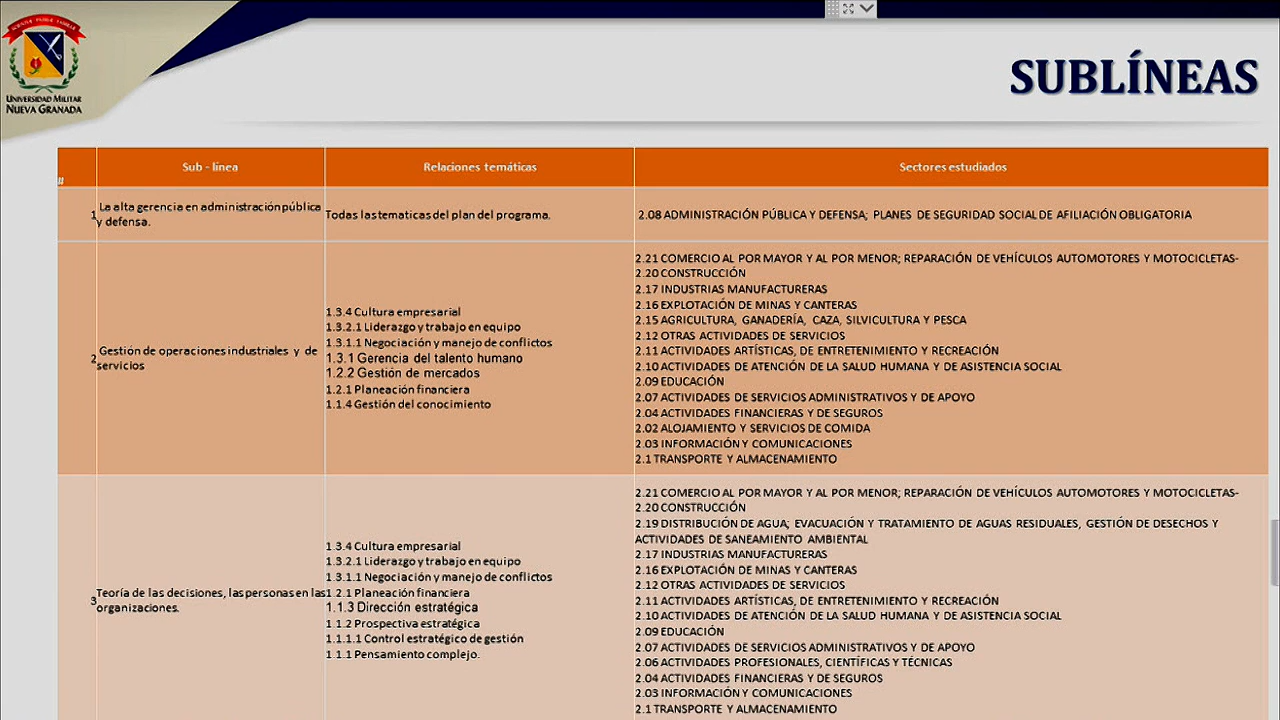 UNIVERSIDAD MILITAR
NUEVA GRANADA
SUBLÍNEAS
#
Sub - línea
Relaciones temáticas
Sectores estudiados
1
La alta gerencia en administración pública
y defensa.
Todas las tematicas del plan del programa.
2.08 ADMINISTRACIÓN PÚBLICA Y DEFENSA; PLANES DE SEGURIDAD SOCIAL DE AFILIACIÓN OBLIGATORIA
2
Gestión de operaciones industriales y de
servicios
1.3.4 Cultura empresarial
1.3.2.1 Liderazgo y trabajo en equipo
1.3.1.1 Negociación y manejo de conflictos
1.3.1 Gerencia del talento humano
1.2.2 Gestión de mercados
1.2.1 Planeación financiera
1.1.4 Gestión del conocimiento
2.21 COMERCIO AL POR MAYOR Y AL POR MENOR; REPARACIÓN DE VEHÍCULOS AUTOMOTORES Y MOTOCICLETAS-
2.20 CONSTRUCCIÓN
2.17 INDUSTRIAS MANUFACTURERAS
2.16 EXPLOTACIÓN DE MINAS Y CANTERAS
2.15 AGRICULTURA, GANADERÍA, CAZA, SILVICULTURA Y PESCA
2.12 OTRAS ACTIVIDADES DE SERVICIOS
2.11 ACTIVIDADES ARTÍSTICAS, DE ENTRETENIMIENTO Y RECREACIÓN
2.10 ACTIVIDADES DE ATENCIÓN DE LA SALUD HUMANA Y DE ASISTENCIA SOCIAL
2.09 EDUCACIÓN
2.07 ACTIVIDADES DE SERVICIOS ADMINISTRATIVOS Y DE APOYO
2.04 ACTIVIDADES FINANCIERAS Y DE SEGUROS
2.02 ALOJAMIENTO Y SERVICIOS DE COMIDA
2.03 INFORMACIÓN Y COMUNICACIONES
2.1 TRANSPORTE Y ALMACENAMIENTO
3
Teoría de las decisiones, las personas en las
organizaciones.
1.3.4 Cultura empresarial
1.3.2.1 Liderazgo y trabajo en equipo
1.3.1.1 Negociación y manejo de conflictos
1.2.1 Planeación financiera
1.1.3 Dirección estratégica
1.1.2 Prospectiva estratégica
1.1.1.1 Control estratégico de gestión
1.1.1 Pensamiento complejo.
2.21 COMERCIO AL POR MAYOR Y AL POR MENOR; REPARACIÓN DE VEHÍCULOS AUTOMOTORES Y MOTOCICLETAS-
2.20 CONSTRUCCIÓN
2.19 DISTRIBUCIÓN DE AGUA; EVACUACIÓN Y TRATAMIENTO DE AGUAS RESIDUALES, GESTIÓN DE DESECHOS Y
ACTIVIDADES DE SANEAMIENTO AMBIENTAL
2.17 INDUSTRIAS MANUFACTURERAS
2.16 EXPLOTACIÓN DE MINAS Y CANTERAS
2.12 OTRAS ACTIVIDADES DE SERVICIOS
2.11 ACTIVIDADES ARTÍSTICAS, DE ENTRETENIMIENTO Y RECREACIÓN
2.10 ACTIVIDADES DE ATENCIÓN DE LA SALUD HUMANA Y DE ASISTENCIA SOCIAL
2.09 EDUCACIÓN
2.07 ACTIVIDADES DE SERVICIOS ADMINISTRATIVOS Y DE APOYO
2.06 ACTIVIDADES PROFESIONALES, CIENTÍFICAS Y TÉCNICAS
2.04 ACTIVIDADES FINANCIERAS Y DE SEGUROS
2.03 INFORMACIÓN Y COMUNICACIONES
2.1 TRANSPORTE Y ALMACENAMIENTO